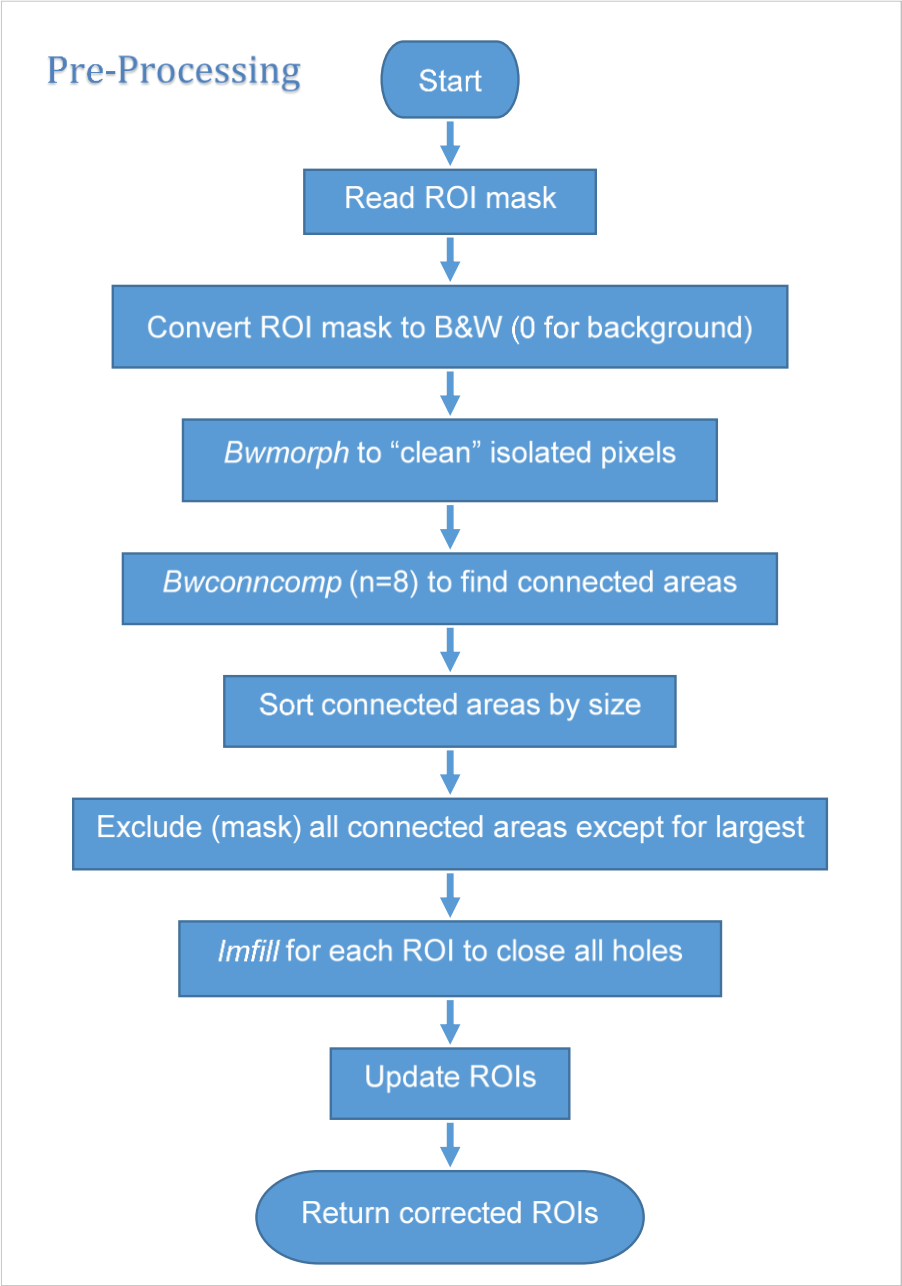 Pre-Processing
Start
Read ROI mask
Convert ROI mask to B&W (0 for background)
Bwmorph to “clean” isolated pixels
Bwconncomp (n=8) to find connected areas
Sort connected areas by size
Exclude (mask) all connected areas except for largest
Imfill for each ROI to close all holes
Update ROIs
Return corrected ROIs